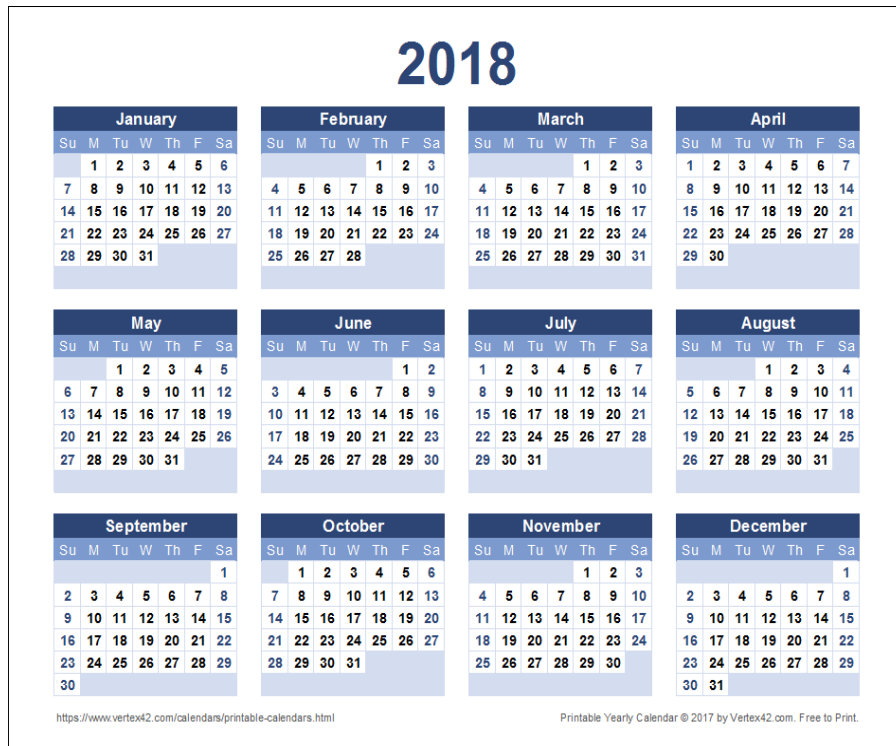 2018
January February March April
Su M Tu W Th F Sa Su M Tu W Th F Sa Su M Tu W Th F Sa Su M Tu W Th F Sa
1 2 3 4 5 6 1 2 3 1 2 3 1 2 3 4 5 6 7
7 8 9 10 11 12 13 4 5 6 7 8 9 10 4 5 6 7 8 9 10 8 9 10 11 12 13 14
14 15 16 17 18 19 20 11 12 13 14 15 16 17 11 12 13 14 15 16 17 15 16 17 18 19 20 21
21 22 23 24 25 26 27 18 19 20 21 22 23 24 18 19 20 21 22 23 24 22 23 24 25 26 27 28
28 29 30 31 25 26 27 28 25 26 27 28 29 30 31 29 30
May June July August
Su M Tu W Th F Sa Su M Tu W Th F Sa Su M Tu W Th F Sa Su M Tu W Th F Sa
1 2 3 4 5 1 2 1 2 3 4 5 6 7 1 2 3 4
6 7 8 9 10 11 12 3 4 5 6 7 8 9 8 9 10 11 12 13 14 5 6 7 8 9 10 11
13 14 15 16 17 18 19 10 11 12 13 14 15 16 15 16 17 18 19 20 21 12 13 14 15 16 17 18
20 21 22 23 24 25 26 17 18 19 20 21 22 23 22 23 24 25 26 27 28 19 20 21 22 23 24 25
27 28 29 30 31 24 25 26 27 28 29 30 29 30 31 26 27 28 29 30 31
September October November December
Su M Tu W Th F Sa Su M Tu W Th F Sa Su M Tu W Th F Sa Su M Tu W Th F Sa
1 1 2 3 4 5 6 1 2 3 1
2 3 4 5 6 7 8 7 8 9 10 11 12 13 4 5 6 7 8 9 10 2 3 4 5 6 7 8
9 10 11 12 13 14 15 14 15 16 17 18 19 20 11 12 13 14 15 16 17 9 10 11 12 13 14 15
16 17 18 19 20 21 22 21 22 23 24 25 26 27 18 19 20 21 22 23 24 16 17 18 19 20 21 22
23 24 25 26 27 28 29 28 29 30 31 25 26 27 28 29 30 23 24 25 26 27 28 29
30 30 31
https://www.vertex42.com/calendars/printable-calendars.html Printable Yearly Calendar © 2017 by Vertex42.com. Free to Print.